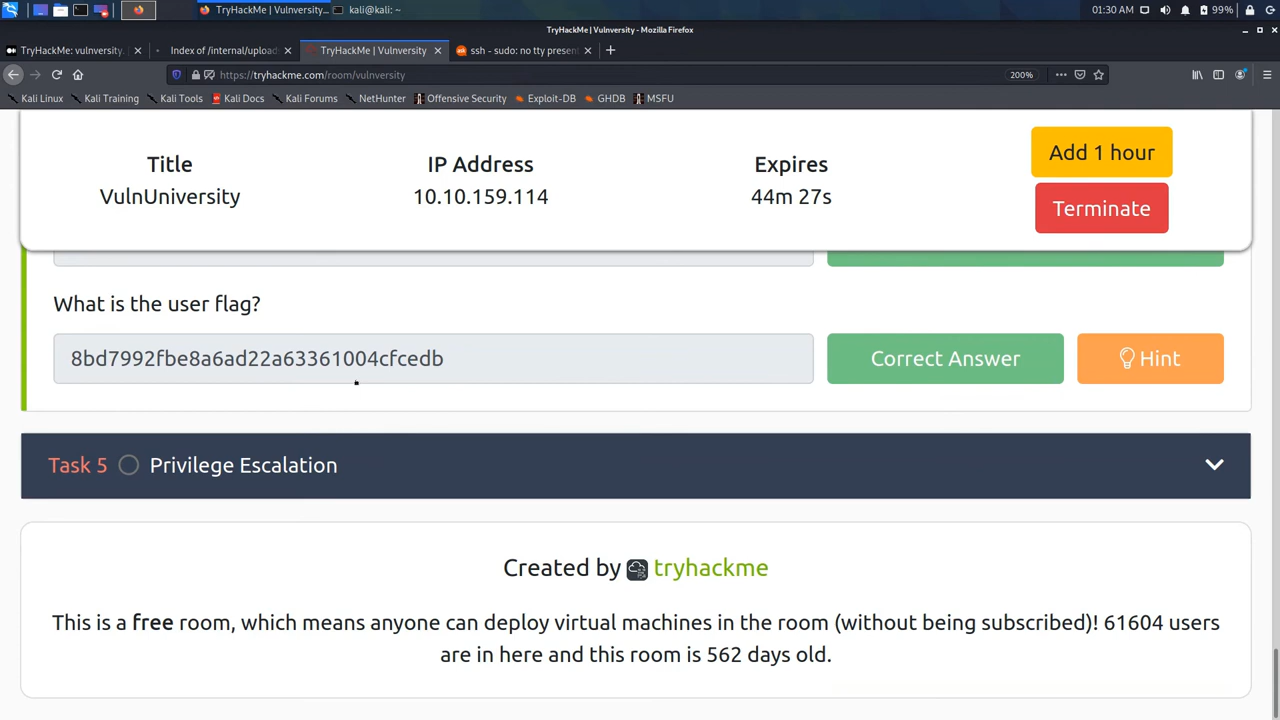 TryHackMe | Vulnversity...
kali@kali: ~
01:30 AM
99%
TryHackMe | Vulnversity - Mozilla Firefox
TryHackMe: vulnversity.
Index of /internal/upload
TryHackMe | Vulnversity
ssh - sudo: no tty present
https://tryhackme.com/room/vulnversity
200%
Kali Linux
Kali Training
Kali Tools
Kali Docs
Kali Forums
NetHunter
Offensive Security
Exploit-DB
GHDB
MSFU
Title
IP Address
Expires
Add 1 hour
VulnUniversity
10.10.159.114
44m 27s
Terminate
What is the user flag?
8bd7992fbe8a6ad22a63361004cfcedb
Correct Answer
Hint
Task 5
Privilege Escalation
Created by tryhackme
This is a free room, which means anyone can deploy virtual machines in the room (without being subscribed)! 61604 users
are in here and this room is 562 days old.